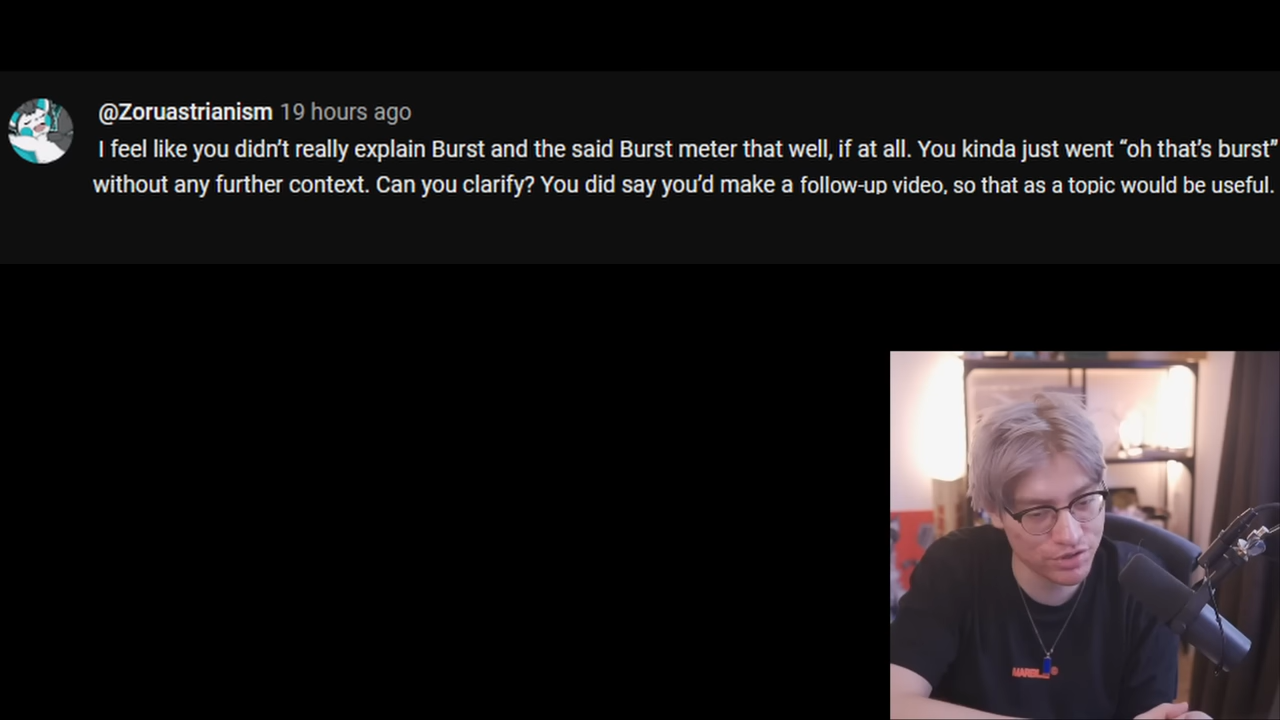 @Zoruastrianism 19 hours ago
I feel like you didn’t really explain Burst and the said Burst meter that well, if at all. You kinda just went “oh that’s burst”
without any further context. Can you clarify? You did say you’d make a follow-up video, so that as a topic would be useful.